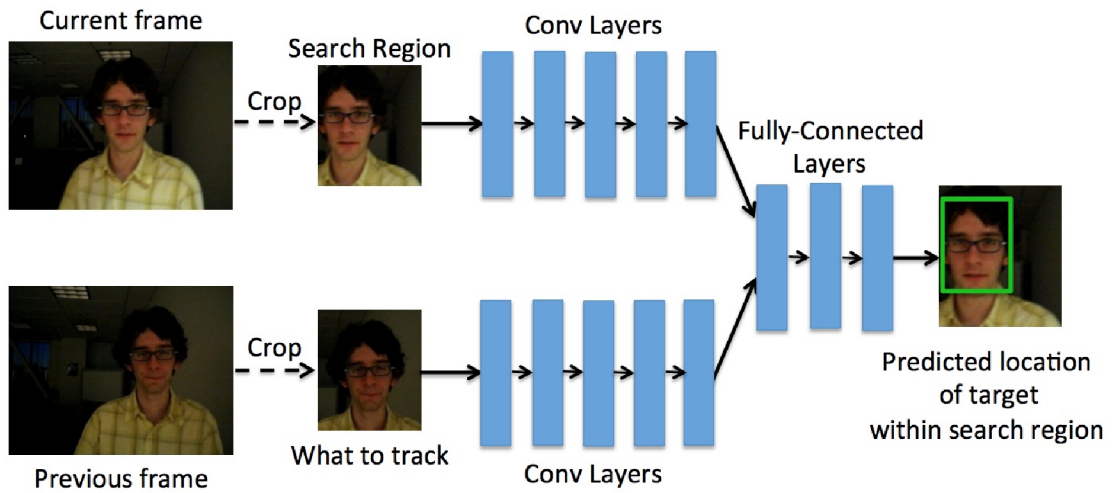 Current frame
Crop
Search Region
Conv Layers
Fully-Connected
Layers
Previous frame
Crop
What to track
Conv Layers
Predicted location
of target
within search region